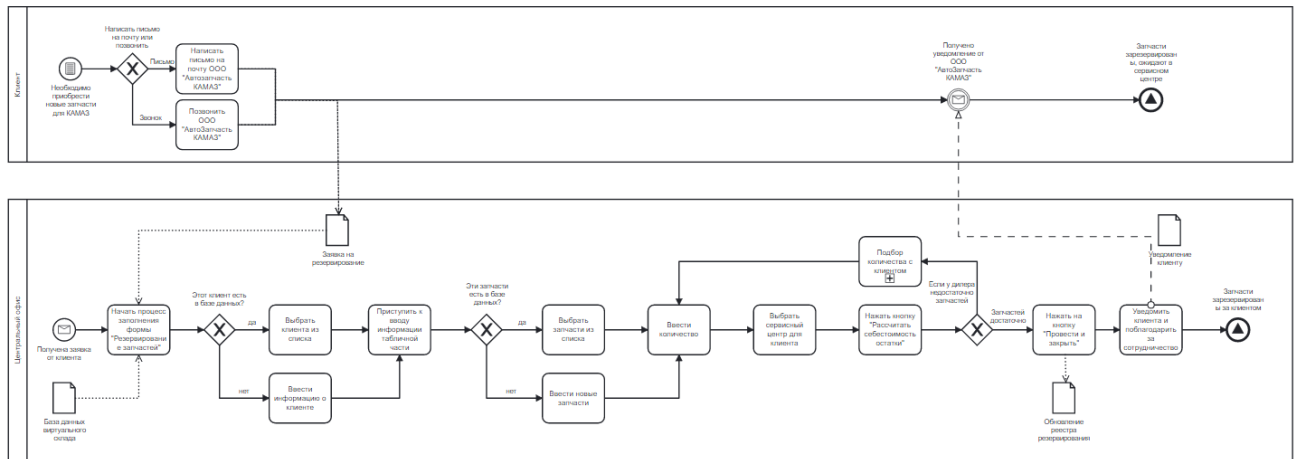 Клиент
Написать письмо
на почту или
позвонить
Необходимо
приобрести
новые запчасти
для КАМАЗ
Письмо
Звонок
Написать
письмо на
почту ООО
"Автозапчасть
КАМАЗ"
Позвонить
ООО
"АвтоЗапчасть
КАМАЗ"
Получено
уведомление от
ООО
"АвтоЗапчасть
КАМАЗ"
Запчасти
зарезервирован
ы, ожидают в
сервисном
центре
Центральный офис
Получена заявка
от клиента
База данных
виртуального
склада
Начать процесс
заполнения
формы
"Резервировани
е запчастей"
Заявка на
резервирование
Этот клиент есть
в базе данных?
да
нет
Выбрать
клиента из
списка
Ввести
информацию о
клиенте
Приступить к
вводу
информации
табличной
части
Эти запчасти
есть в базе
данных?
да
нет
Выбрать
запчасти из
списка
Ввести новые
запчасти
Ввести
количество
Выбрать
сервисный
центр для
клиента
Подбор
количества с
клиентом
Нажать кнопку
"Рассчитать
себестоимость
остатки"
Если у дилера
недостаточно
запчастей
Запчастей
достаточно
Нажать на
кнопку
"Провести и
закрыть"
Обновление
реестра
резервирования
Уведомление
клиенту
Уведомить
клиента и
поблагодарить
за
сотрудничество
Запчасти
зарезервирован
ы за клиентом